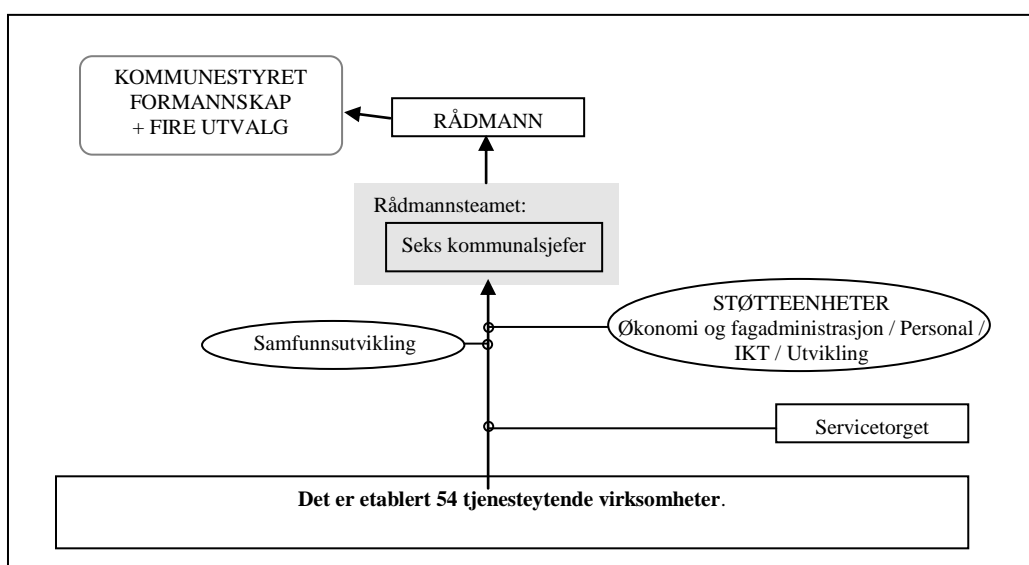 KOMMUNESTYRET
FORMANNSKAP
+ FIRE UTVALG
RÅDMANN
Rådmannsteamet:
Seks kommunalsjefer
STØTTEENHETER
Økonomi og fagadministrasjon / Personal /
IKT / Utvikling
Samfunnsutvikling
Servicetorget
Det er etablert 54 tjenesteytende virksomheter.